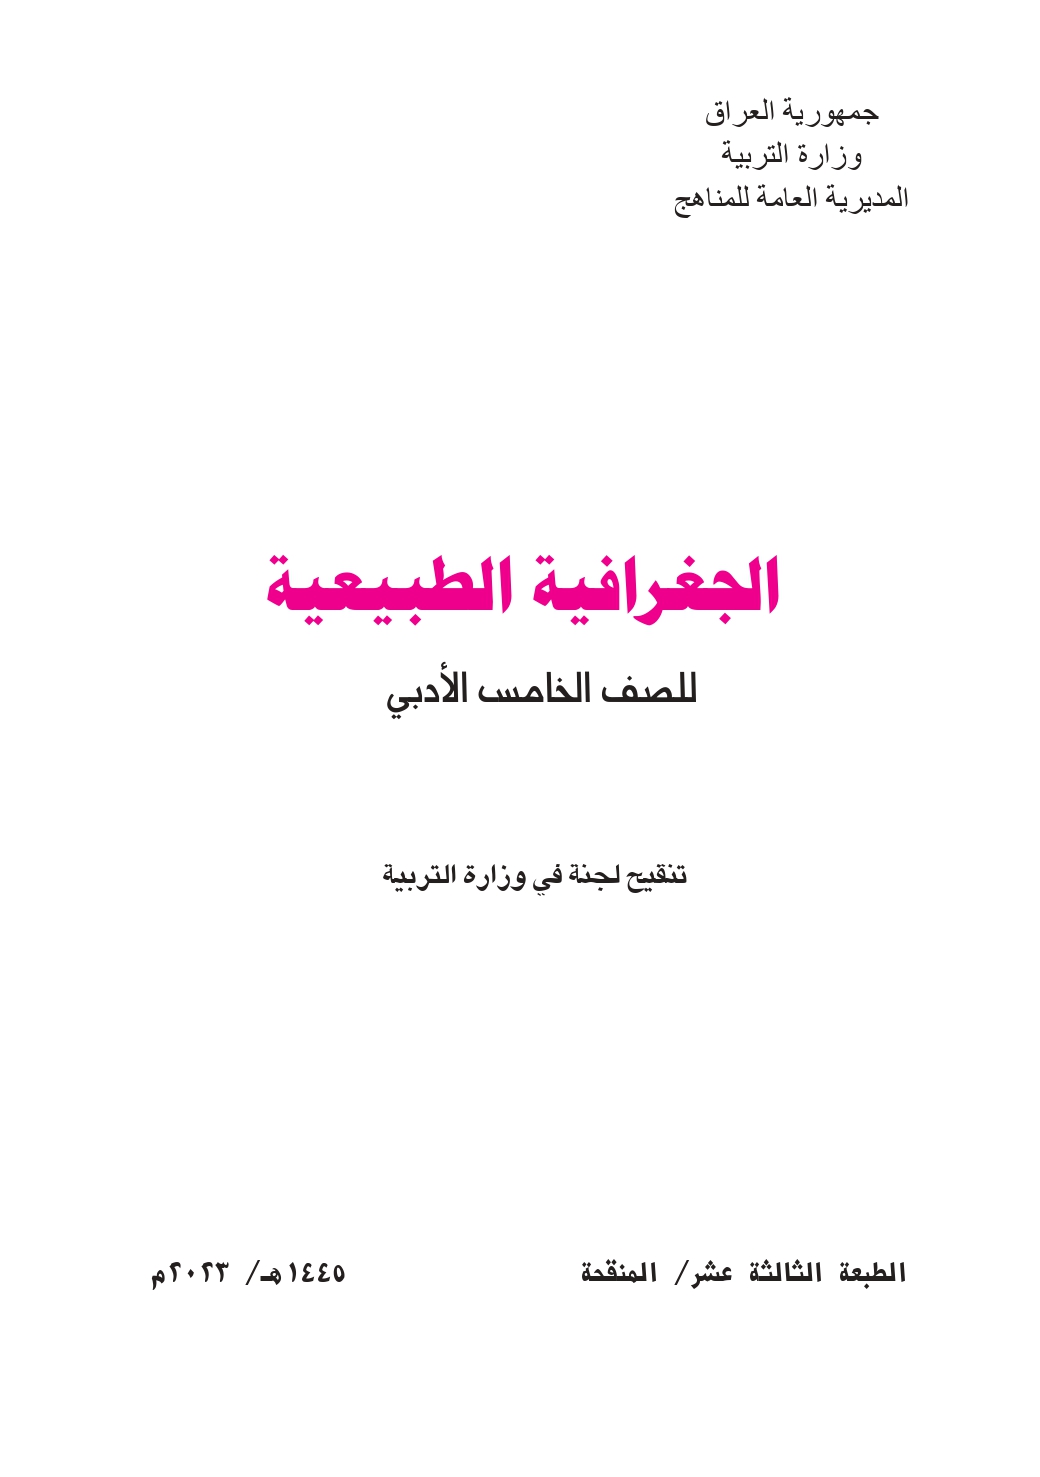 جمهورية العراق
وزارة التربية
المديرية العامة للمناهج
الجغرافية الطبيعية
للصف الخامس الأدبي
تنقيح لجنة في وزارة التربية
الطبعة الثالثة عشر/ المنقحة ١٤٤٥هـ/ ٢٠٢٣م